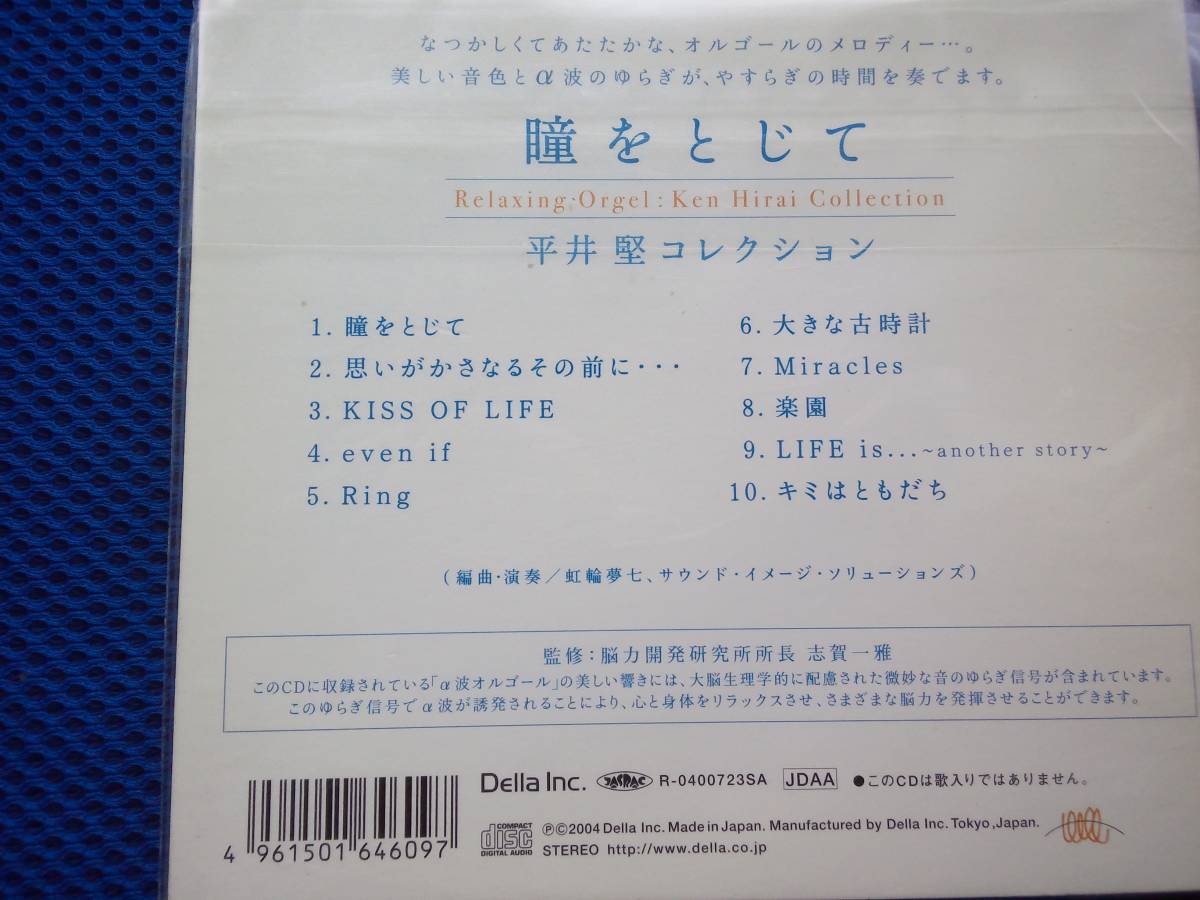 なつかしくてあたたかな、オルゴールのメロディー…。
美しい音色とα波のゆらぎが、やすらぎの時間を奏でます。
瞳をとじて
Relaxing Orgel : Ken Hirai Collection
平井 堅コレクション
1. 瞳をとじて
2. 思いがかさなるその前に・・・
3. KISS OF LIFE
4. even if
5. Ring
6. 大きな古時計
7. Miracles
8. 楽園
9. LIFE is...~another story~
10. キミはともだち
(編曲・演奏／虹輪夢七、サウンド・イメージ・ソリューションズ)
監修：脳力開発研究所所長 志賀一雅
このCDに収録されている「α波オルゴール」の美しい響きには、大脳生理学的に配慮された微妙な音のゆらぎ信号が含まれています。
このゆらぎ信号でα波が誘発されることにより、心と身体をリラックスさせ、さまざまな脳力を発揮させることができます。
Della Inc. JASRAC R-0400723SA JDAA ●このCDは歌入りではありません。
COMPACT disc DIGITAL AUDIO
℗©2004 Della Inc. Made in Japan. Manufactured by Della Inc. Tokyo, Japan.
STEREO http://www.della.co.jp
4 961501 646097